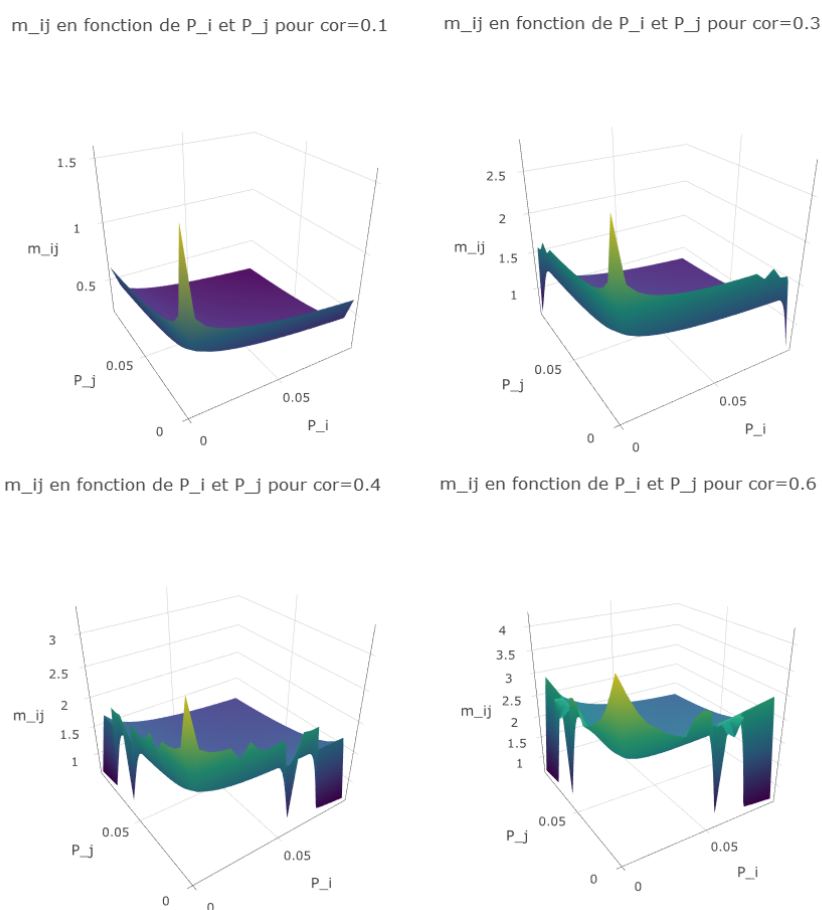 m_ij en fonction de P_i et P_j pour cor=0.1
1.5
1
m_ij
0.5
0.05
P_j
0
0
0.05
P_i
m_ij en fonction de P_i et P_j pour cor=0.3
2.5
2
m_ij
1.5
1
0.05
P_j
0
0
0.05
P_i
m_ij en fonction de P_i et P_j pour cor=0.4
3
2.5
2
m_ij
1.5
1
0.05
P_j
0
0
0.05
P_i
m_ij en fonction de P_i et P_j pour cor=0.6
4
3.5
3
2.5
m_ij
2
1.5
1
0.05
P_j
0
0
0.05
P_i